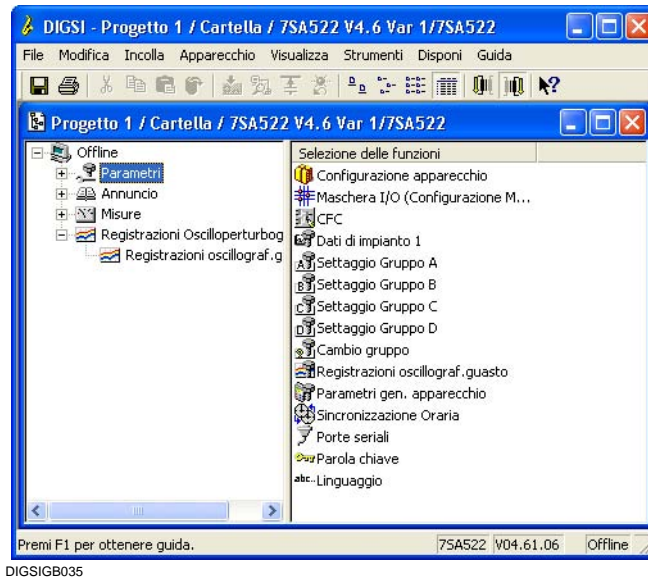 DIGSI - Progetto 1 / Cartella / 7SA522 V4.6 Var 1/7SA522
File Modifica Incolla Apparecchio Visualizza Strumenti Disponi Guida
Progetto 1 / Cartella / 7SA522 V4.6 Var 1/7SA522
Offline
Parametri
Annuncio
Misure
Registrazioni Oscilloperturbog
Registrazioni oscillograf.g
Selezione delle funzioni
Configurazione apparecchio
Maschera I/O (Configurazione M...
CFC
Dati di impianto 1
Settaggio Gruppo A
Settaggio Gruppo B
Settaggio Gruppo C
Settaggio Gruppo D
Cambio gruppo
Registrazioni oscillograf.guasto
Parametri gen. apparecchio
Sincronizzazione Oraria
Porte seriali
Parola chiave
abc.. Linguaggio
Premi F1 per ottenere guida. 7SA522 V04.61.06 Offline
DIGSIGB035